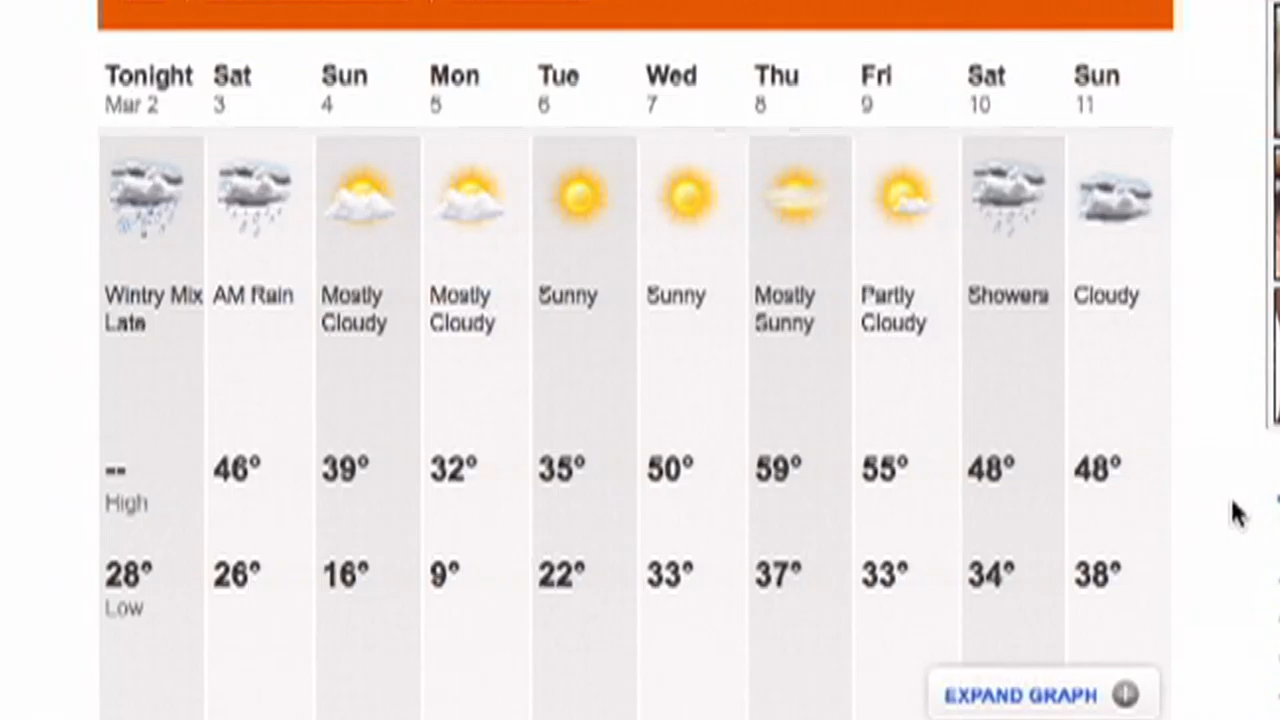 Tonight Sat Sun Mon Tue Wed Thu Fri Sat Sun
Mar 2 3 4 5 6 7 8 9 10 11
Wintry Mix AM Rain Mostly Mostly Sunny Sunny Mostly Partly Showers Cloudy
Late Cloudy Cloudy Sunny Cloudy
-- 46° 39° 32° 35° 50° 59° 55° 48° 48°
High
28° 26° 16° 9° 22° 33° 37° 33° 34° 38°
Low
EXPAND GRAPH